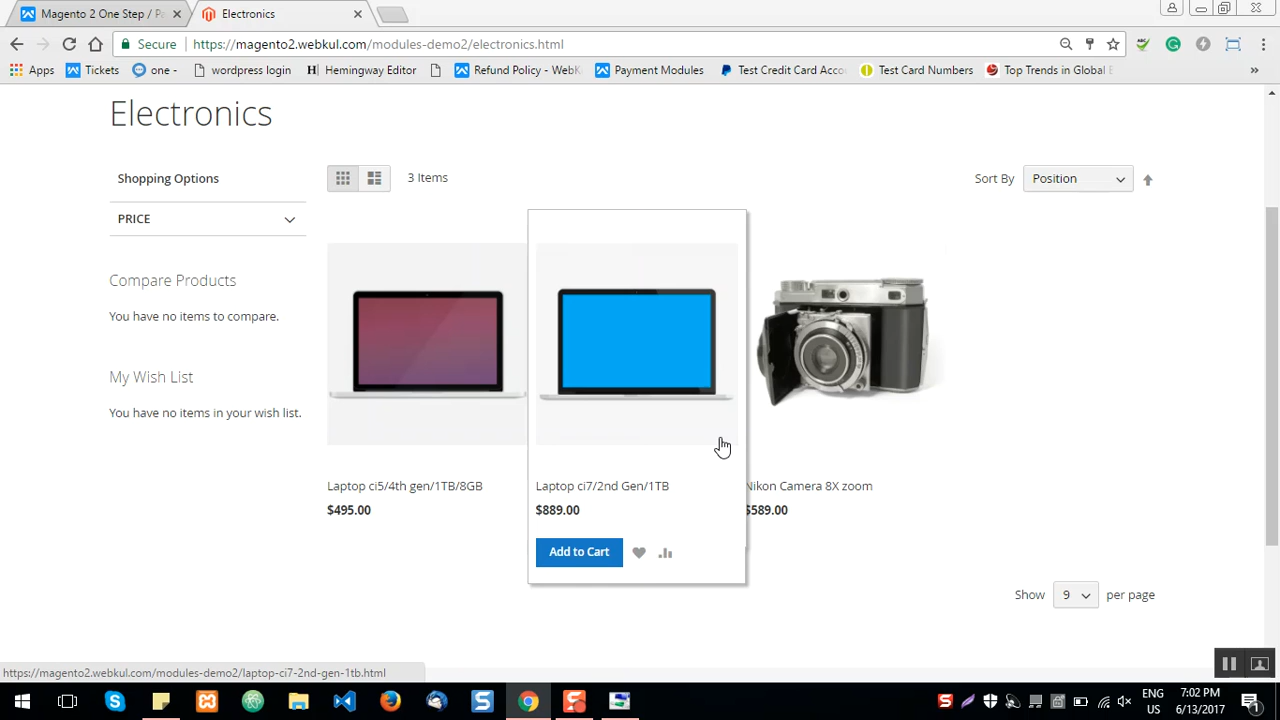 Magento 2 One Step / Pa
Electronics
Secure https://magento2.webkul.com/modules-demo2/electronics.html
Apps Tickets one - wordpress login Hemingway Editor Refund Policy - WebK Payment Modules Test Credit Card Acco Test Card Numbers Top Trends in Global E
Electronics
Shopping Options
3 Items
Sort By Position
PRICE
Compare Products
You have no items to compare.
My Wish List
You have no items in your wish list.
Laptop ci5/4th gen/1TB/8GB
$495.00
Laptop ci7/2nd Gen/1TB
$889.00
Add to Cart
Nikon Camera 8X zoom
$589.00
Show 9 per page
https://magento2.webkul.com/modules-demo2/laptop-ci7-2nd-gen-1tb.html
ENG
US
7:02 PM
6/13/2017